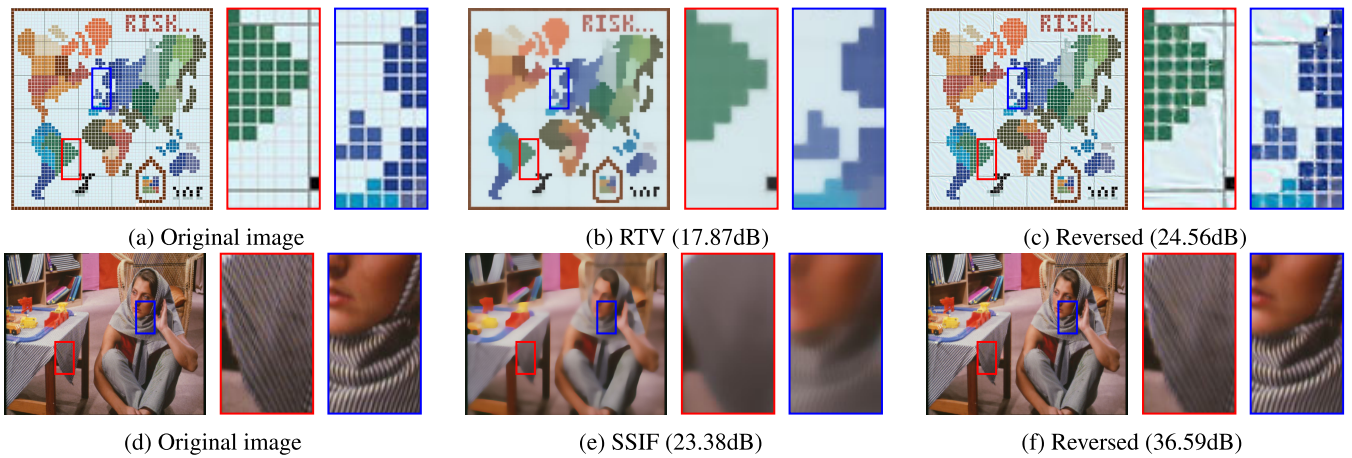 RISK...
RISK...
RISK...
(a) Original image
(b) RTV (17.87dB)
(c) Reversed (24.56dB)
(d) Original image
(e) SSIF (23.38dB)
(f) Reversed (36.59dB)